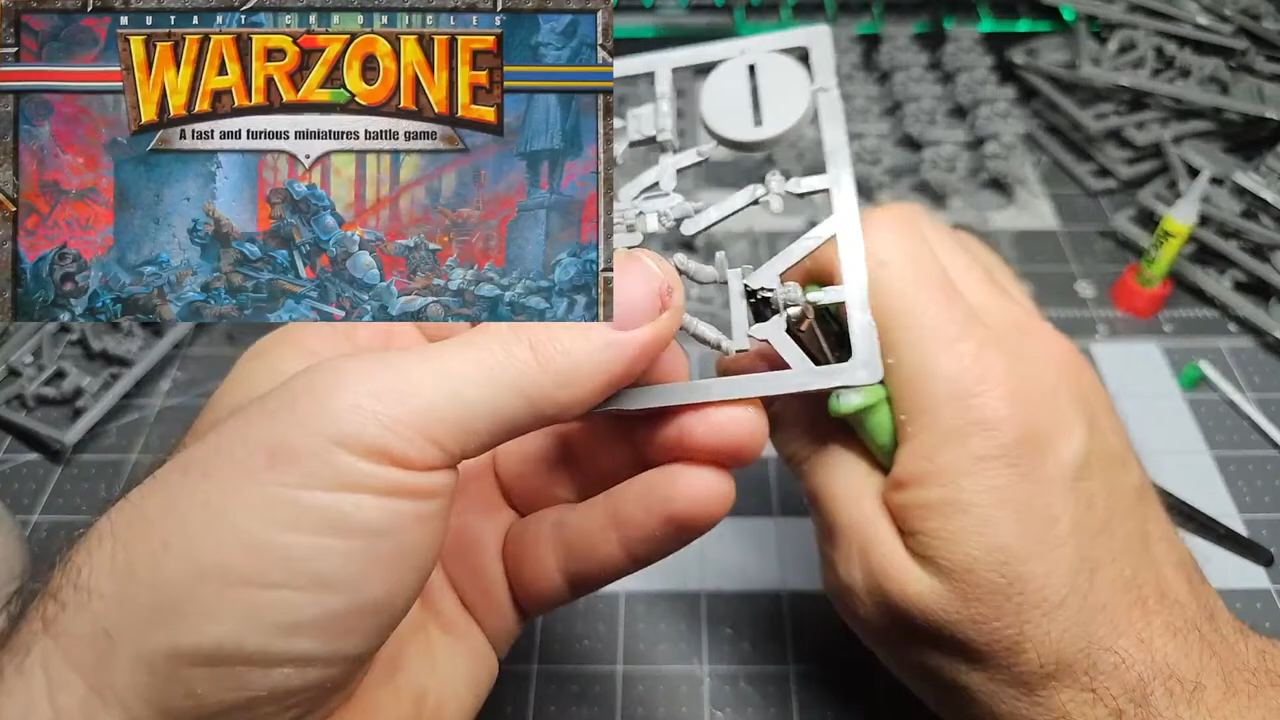 MUTANT CHRONICLES
WARZONE
A fast and furious miniatures battle game